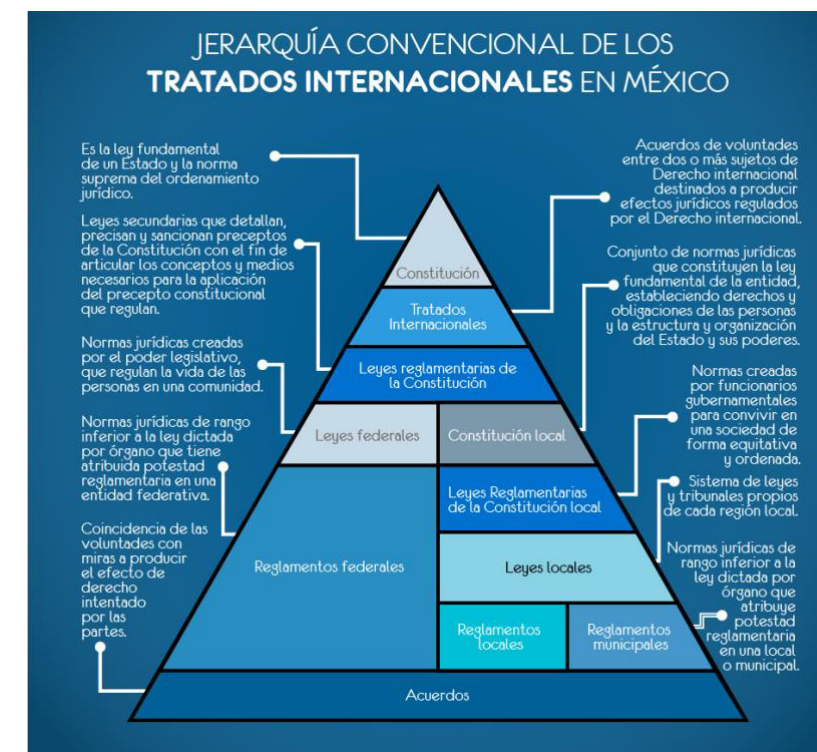 JERARQUÍA CONVENCIONAL DE LOS
TRATADOS INTERNACIONALES EN MÉXICO
Es la ley fundamental
de un Estado y la norma
suprema del ordenamiento
jurídico.
Leyes secundarias que detallan,
precisan y sancionan preceptos
de la Constitución con el fin de
articular los conceptos y medios
necesarios para la aplicación
del precepto constitucional
que regulan.
Normas jurídicas creadas
por el poder legislativo,
que regulan la vida de las
personas en una comunidad.
Normas jurídicas de rango
inferior a la ley dictada
por órgano que tiene
atribuida potestad
reglamentaria en una
entidad federativa.
Coincidencia de las
voluntades con
miras a producir
el efecto de
derecho
intentado
por las
partes.
Constitución
Tratados
Internacionales
Leyes reglamentarias de
la Constitución
Leyes federales
Constitución local
Leyes Reglamentarias
de la Constitución local
Reglamentos federales
Leyes locales
Reglamentos
locales
Reglamentos
municipales
Acuerdos
Acuerdos de voluntades
entre dos o más sujetos de
Derecho internacional
destinados a producir
efectos jurídicos regulados
por el Derecho internacional.
Conjunto de normas jurídicas
que constituyen la ley
fundamental de la entidad,
estableciendo derechos y
obligaciones de las personas
y la estructura y organización
del Estado y sus poderes.
Normas creadas
por funcionarios
gubernamentales
para convivir en
una sociedad de
forma equitativa
y ordenada.
Sistema de leyes
y tribunales propios
de cada región local.
Normas jurídicas de
rango inferior a la
ley dictada por
órgano que
atribuye
potestad
reglamentaria
en una local
o municipal.